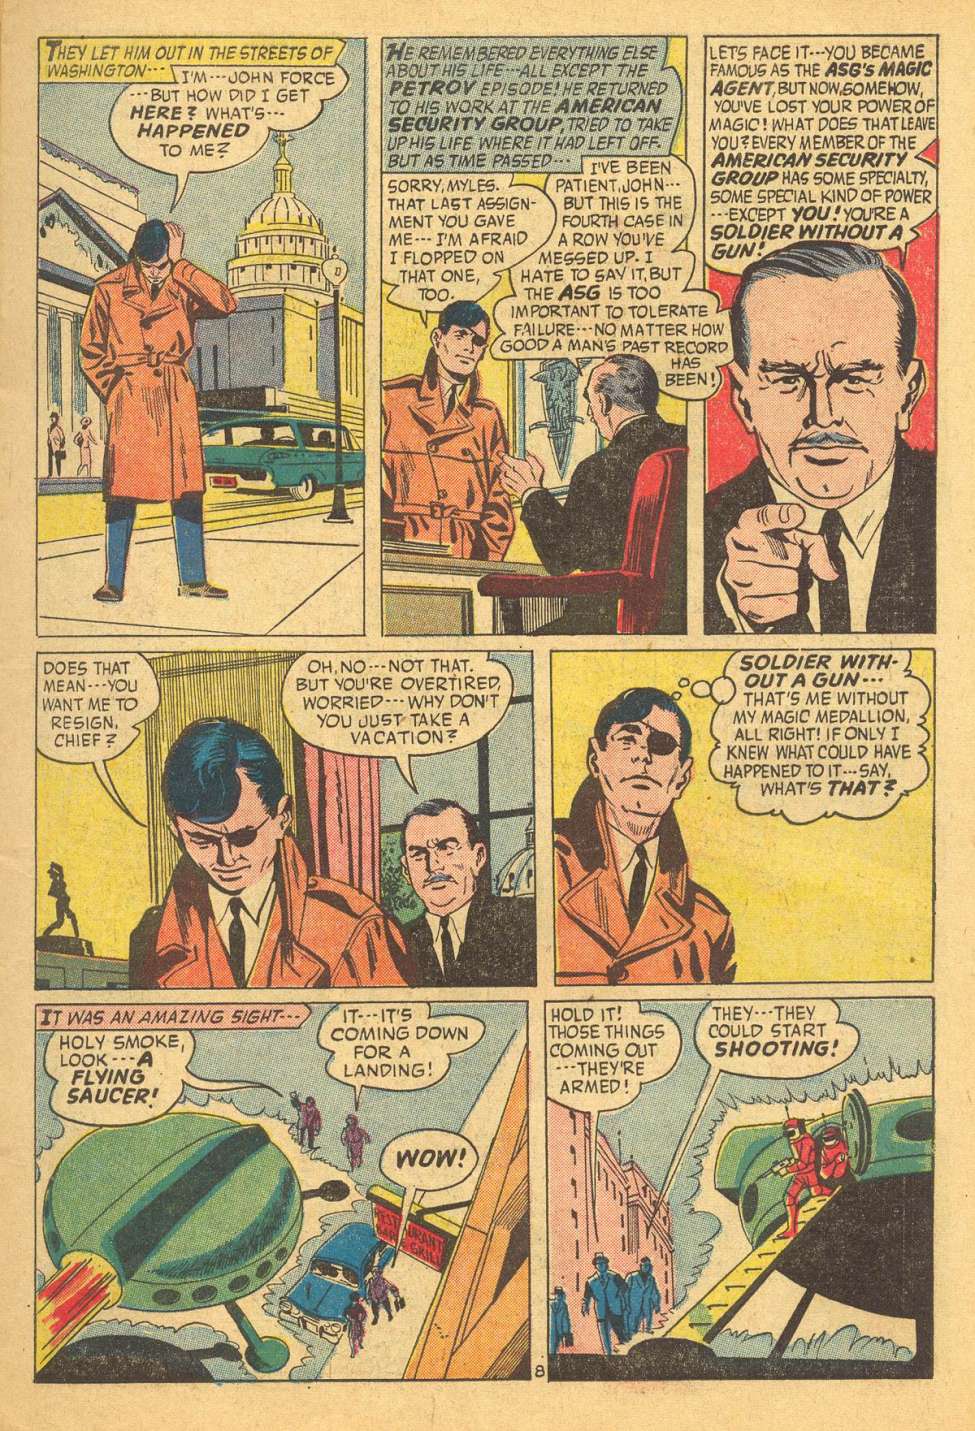 THEY LET HIM OUT IN THE STREETS OF
WASHINGTON---
I'M---JOHN FORCE
---BUT HOW DID I GET
HERE? WHAT'S---
HAPPENED
TO ME?
HE REMEMBERED EVERYTHING ELSE
ABOUT HIS LIFE---ALL EXCEPT THE
PETROV EPISODE! HE RETURNED
TO HIS WORK AT THE AMERICAN
SECURITY GROUP, TRIED TO TAKE
UP HIS LIFE WHERE IT HAD LEFT OFF.
BUT AS TIME PASSED---
SORRY, MYLES.
THAT LAST ASSIGN-
MENT YOU GAVE
ME---I'M AFRAID
I FLOPPED ON
THAT ONE,
TOO.
I'VE BEEN
PATIENT, JOHN---
BUT THIS IS THE
FOURTH CASE IN
A ROW YOU'VE
MESSED UP. I
HATE TO SAY IT, BUT
THE ASG IS TOO
IMPORTANT TO TOLERATE
FAILURE---NO MATTER HOW
GOOD A MAN'S PAST RECORD
HAS
BEEN!
LET'S FACE IT---YOU BECAME
FAMOUS AS THE ASG'S MAGIC
AGENT, BUT NOW, SOMEHOW,
YOU'VE LOST YOUR POWER OF
MAGIC! WHAT DOES THAT LEAVE
YOU? EVERY MEMBER OF THE
AMERICAN SECURITY
GROUP HAS SOME SPECIALTY,
SOME SPECIAL KIND OF POWER
---EXCEPT YOU! YOU'RE A
SOLDIER WITHOUT A
GUN!
DOES THAT
MEAN---YOU
WANT ME TO
RESIGN,
CHIEF?
OH, NO---NOT THAT.
BUT YOU'RE OVERTIRED,
WORRIED---WHY DON'T
YOU JUST TAKE A
VACATION?
SOLDIER WITH-
OUT A GUN---
THAT'S ME WITHOUT
MY MAGIC MEDALLION,
ALL RIGHT! IF ONLY I
KNEW WHAT COULD HAVE
HAPPENED TO IT---SAY,
WHAT'S THAT?
IT WAS AN AMAZING SIGHT---
HOLY SMOKE,
LOOK---A
FLYING
SAUCER!
IT---IT'S
COMING DOWN
FOR A
LANDING!
WOW!
RESTAURANT
BAR
GRILL
HOLD IT!
THOSE THINGS
COMING OUT
---THEY'RE
ARMED!
THEY---THEY
COULD START
SHOOTING!
8